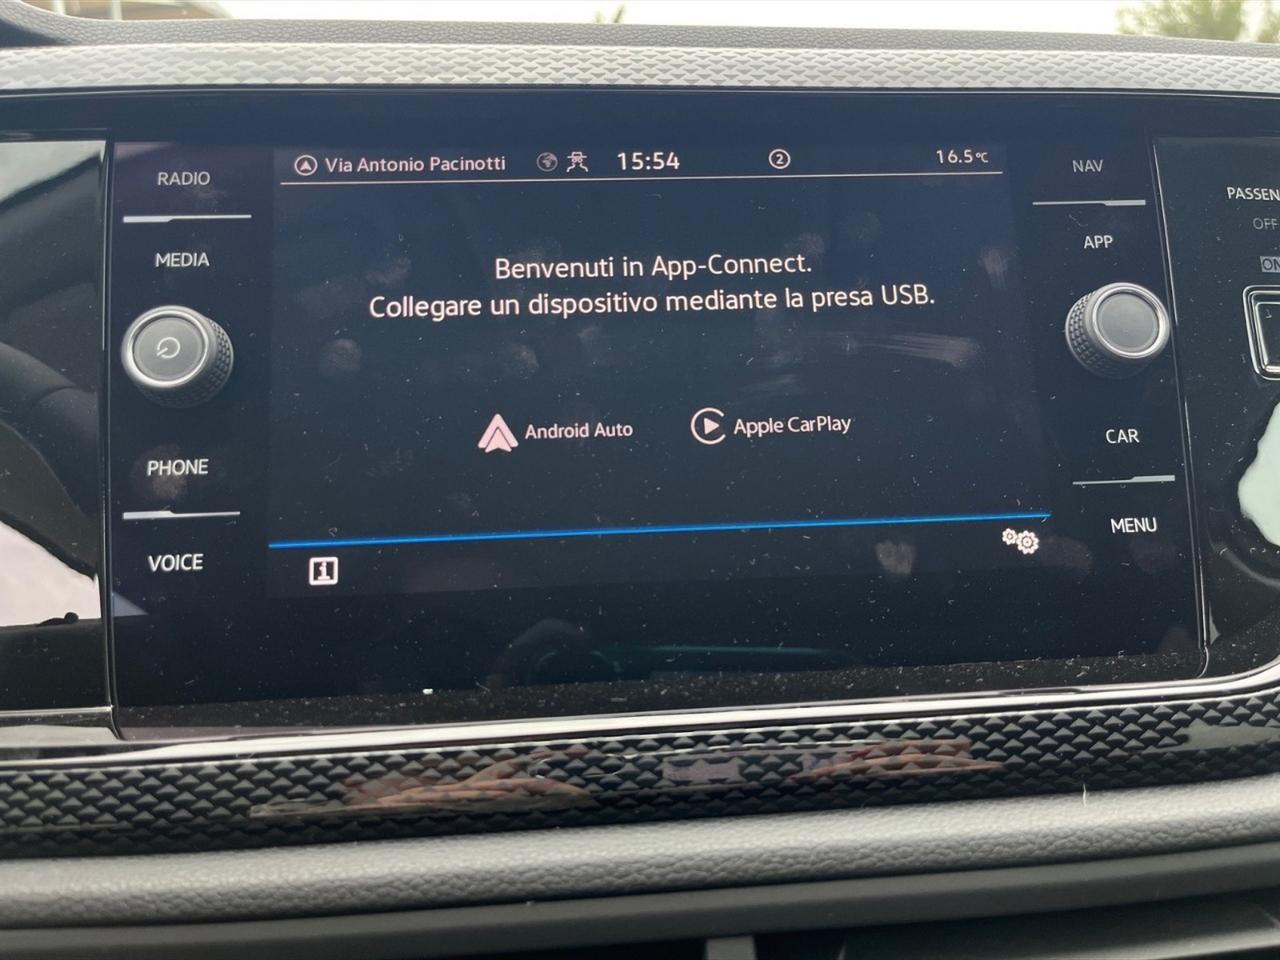 Via Antonio Pacinotti 15:54 2 16.5°C
RADIO
MEDIA
PHONE
VOICE
Benvenuti in App-Connect.
Collegare un dispositivo mediante la presa USB.
Android Auto
Apple CarPlay
i
NAV
APP
CAR
MENU
OFF